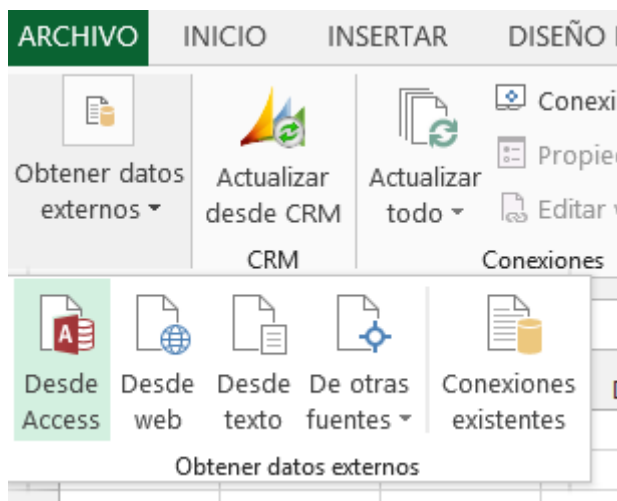 ARCHIVO INICIO INSERTAR DISEÑO
Obtener datos
externos
Actualizar
desde CRM
CRM
Actualizar
todo
Conexi
Propie
Editar
Conexiones
Desde
Access
Desde
web
Desde
texto
De otras
fuentes
Conexiones
existentes
Obtener datos externos